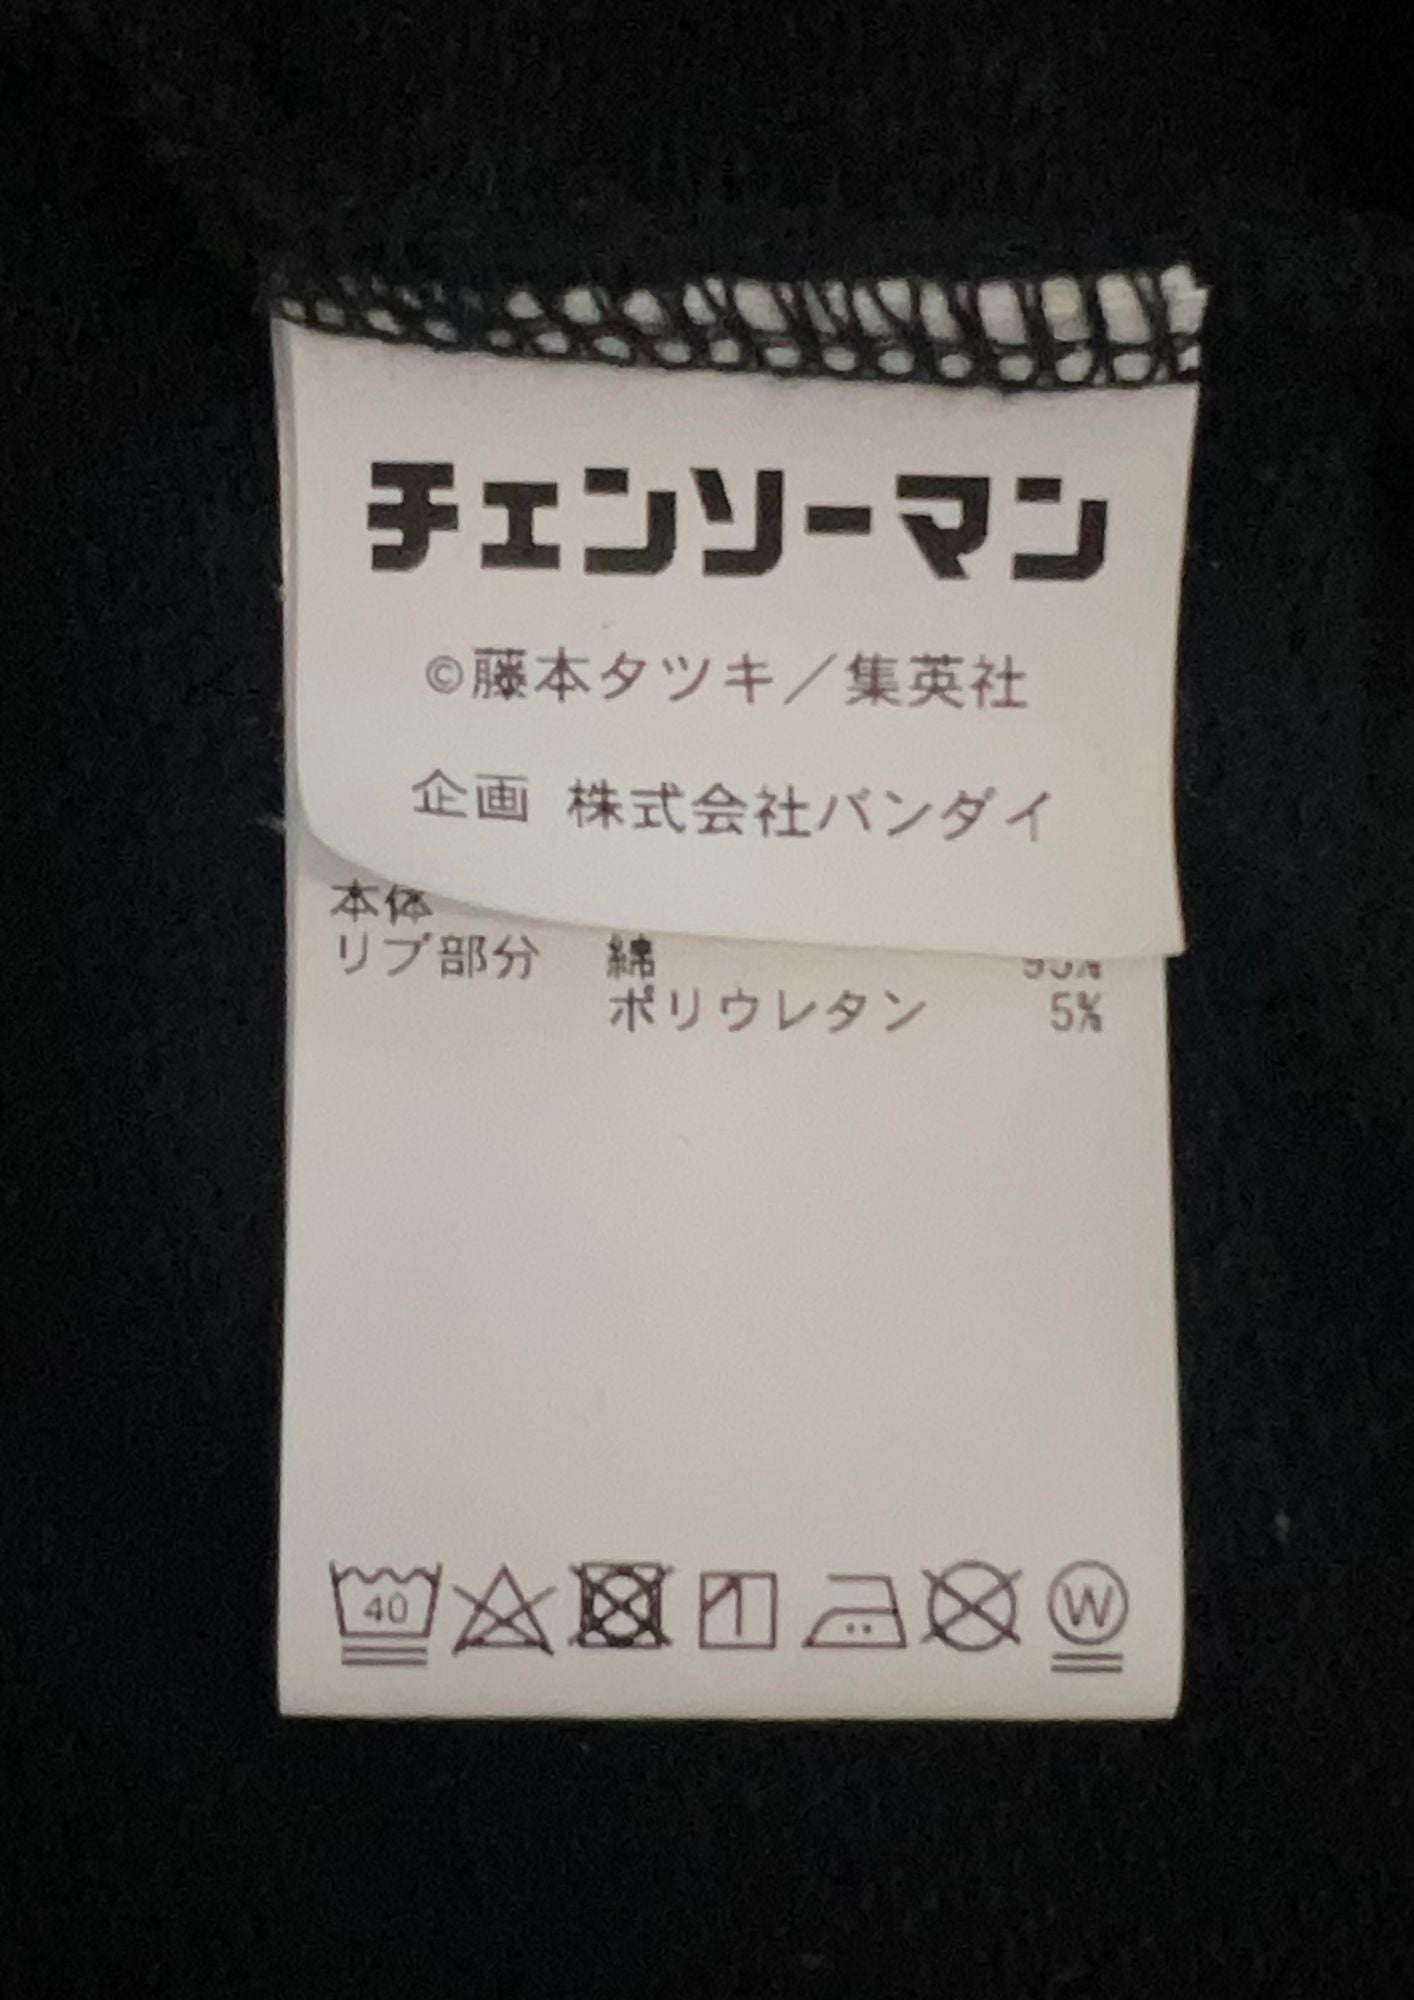 チェンソーマン
©藤本タツキ／集英社
企画 株式会社バンダイ
本体
リブ部分 綿 95%
ポリウレタン 5%
40
W